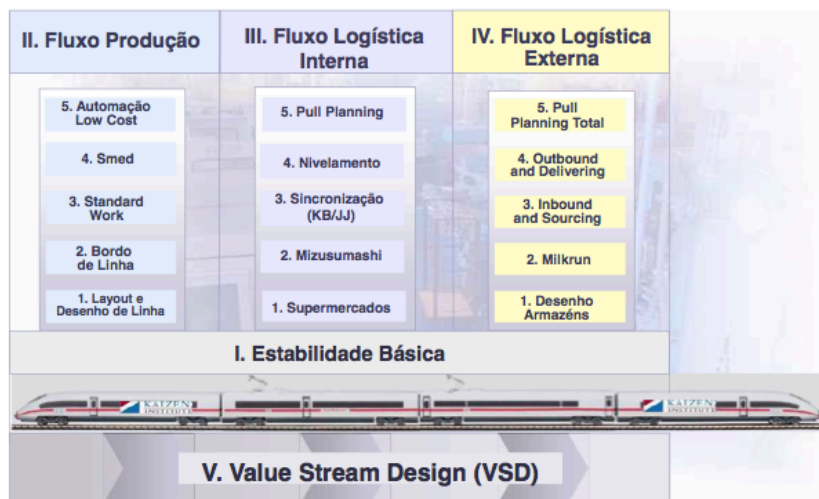 II. Fluxo Produção
III. Fluxo Logística
Interna
IV. Fluxo Logística
Externa
5. Automação
Low Cost
4. Smed
3. Standard
Work
2. Bordo
de Linha
1. Layout e
Desenho de Linha
5. Pull Planning
4. Nivelamento
3. Sincronização
(KB/JJ)
2. Mizusumashi
1. Supermercados
5. Pull
Planning Total
4. Outbound
and Delivering
3. Inbound
and Sourcing
2. Milkrun
1. Desenho
Armazéns
I. Estabilidade Básica
KAIZEN
INSTITUTE
KAIZEN
INSTITUTE
V. Value Stream Design (VSD)